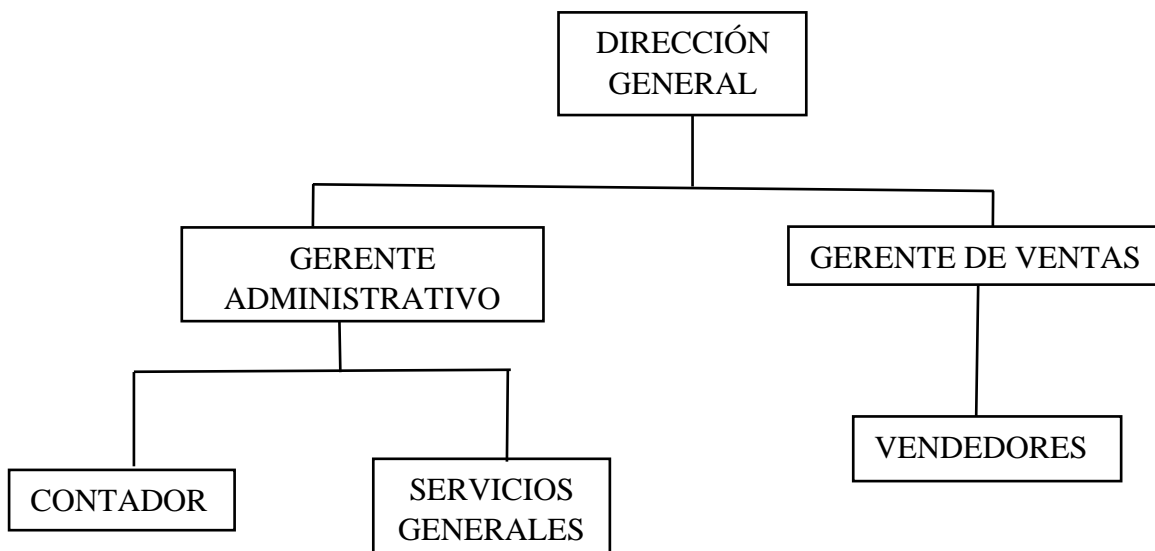 DIRECCIÓN
GENERAL
GERENTE
ADMINISTRATIVO
GERENTE DE VENTAS
CONTADOR
SERVICIOS
GENERALES
VENDEDORES